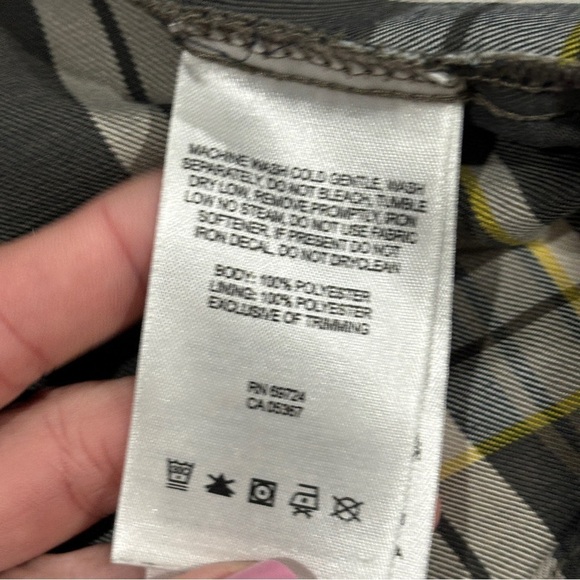 MACHINE WASH COLD GENTLE, WASH
SEPARATELY, DO NOT BLEACH, TUMBLE
DRY LOW, REMOVE PROMPTLY, IRON
LOW NO STEAM. DO NOT USE FABRIC
SOFTENER, IF PRESENT DO NOT
IRON DECAL, DO NOT DRYCLEAN
BODY: 100% POLYESTER
LINING: 100% POLYESTER
EXCLUSIVE OF TRIMMING
RN 69724
CA 05367